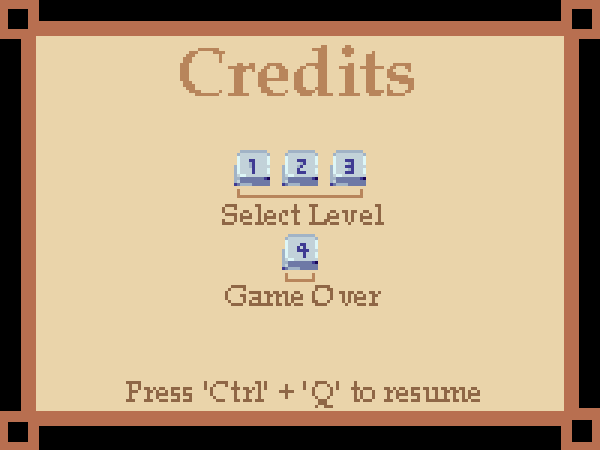 Credits
1 2 3
Select Level
4
Game Over
Press 'Ctrl' + 'Q' to resume